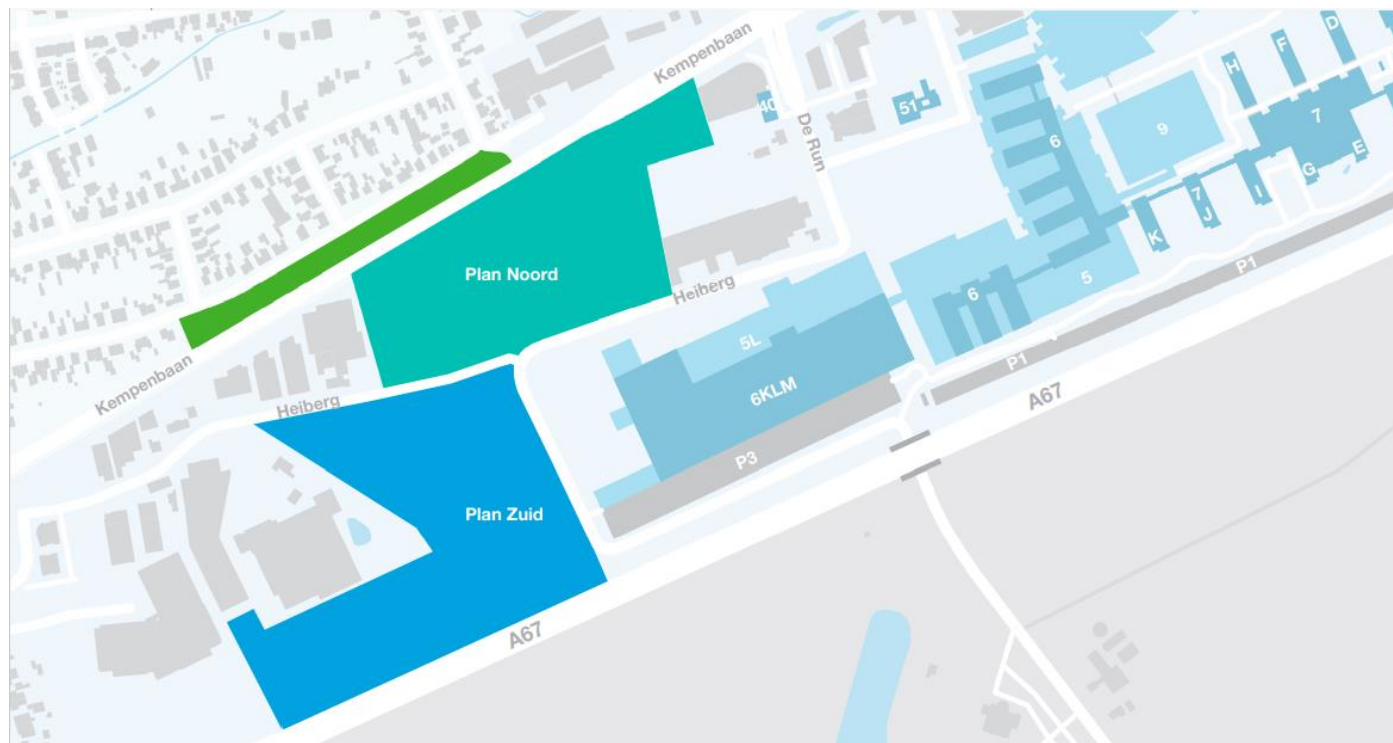 Kempenbaan
40
De Run
51
6
9
H
F
D
7
E
G
I
7
J
K
P1
5
6
Plan Noord
Heiberg
5L
6KLM
P1
A67
Kempenbaan
Heiberg
P3
Plan Zuid
A67